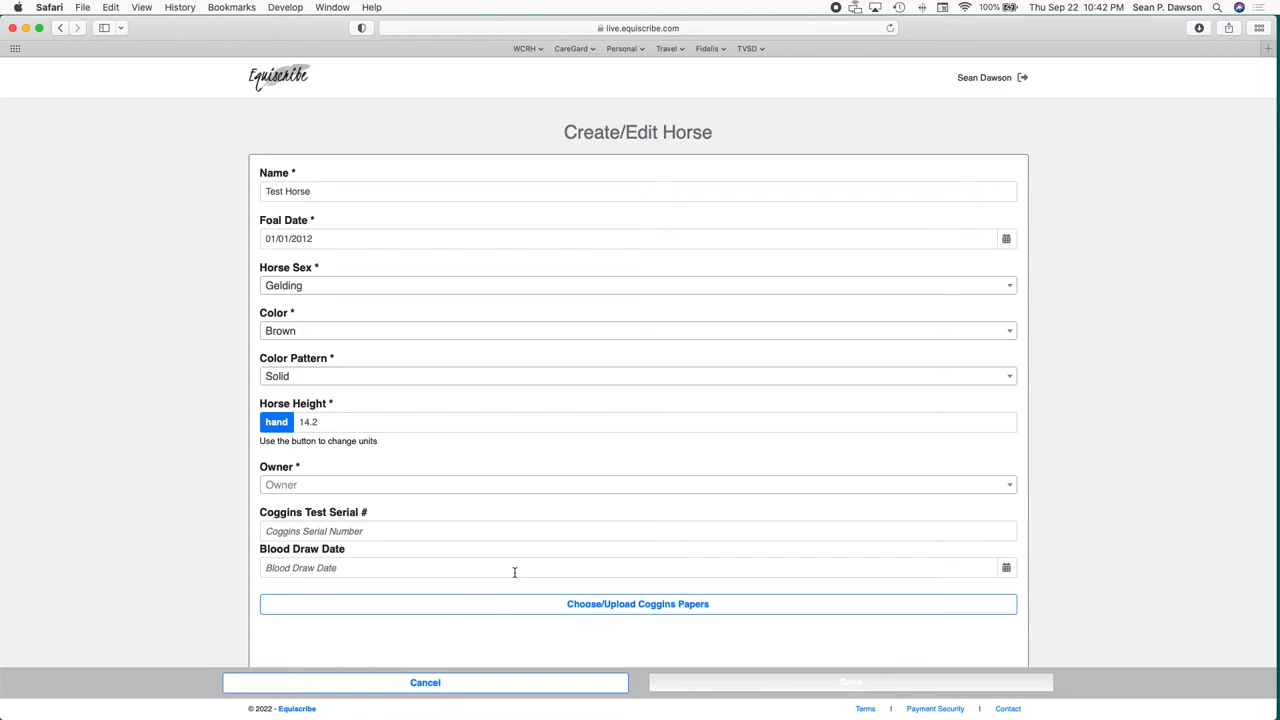 Safari File Edit View History Bookmarks Develop Window Help 100% Thu Sep 22 10:42 PM Sean P. Dawson
live.equiscribe.com
WCRH CareGard Personal Travel Fidelis TVSD
Equiscribe Sean Dawson
Create/Edit Horse
Name *
Test Horse
Foal Date *
01/01/2012
Horse Sex *
Gelding
Color *
Brown
Color Pattern *
Solid
Horse Height *
hand 14.2
Use the button to change units
Owner *
Owner
Coggins Test Serial #
Coggins Serial Number
Blood Draw Date
Blood Draw Date
Choose/Upload Coggins Papers
Cancel Save
© 2022 - Equiscribe Terms I Payment Security I Contact